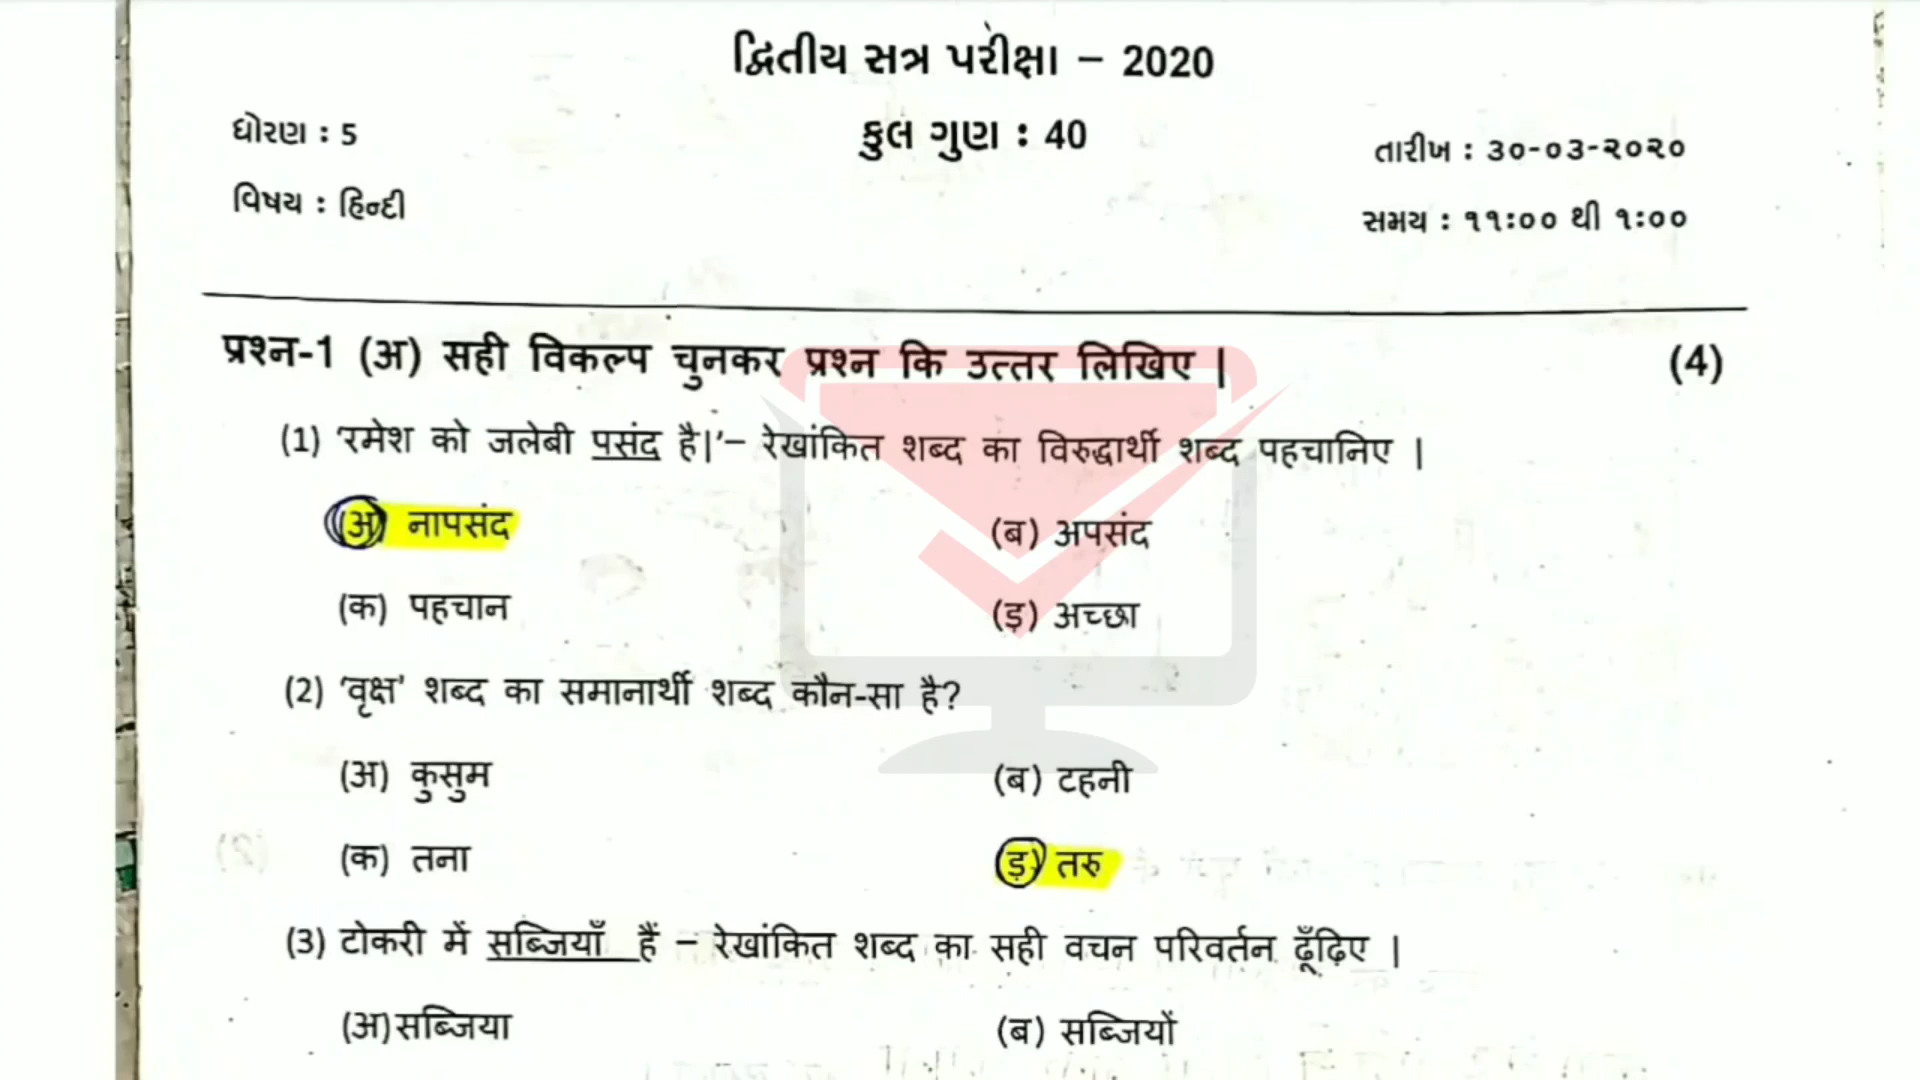 દ્વિતીય સત્ર પરીક્ષા – 2020
ધોરણ : 5
કુલ ગુણ : 40
તારીખ : ૩૦-૦૩-૨૦૨૦
વિષય : હિન્દી
સમય : ૧૧:૦૦ થી ૧:૦૦
प्रश्न-1 (अ) सही विकल्प चुनकर प्रश्न कि उत्तर लिखिए | (4)
(1) ‘रमेश को जलेबी पसंद है|’– रेखांकित शब्द का विरुद्धार्थी शब्द पहचानिए |
(अ) नापसंद (ब) अपसंद
(क) पहचान (ड़) अच्छा
(2) ‘वृक्ष’ शब्द का समानार्थी शब्द कौन-सा है?
(अ) कुसुम (ब) टहनी
(क) तना (ड़) तरु
(3) टोकरी में सब्जियाँ हैं – रेखांकित शब्द का सही वचन परिवर्तन ढूँढ़िए |
(अ)सब्जिया (ब) सब्जियों